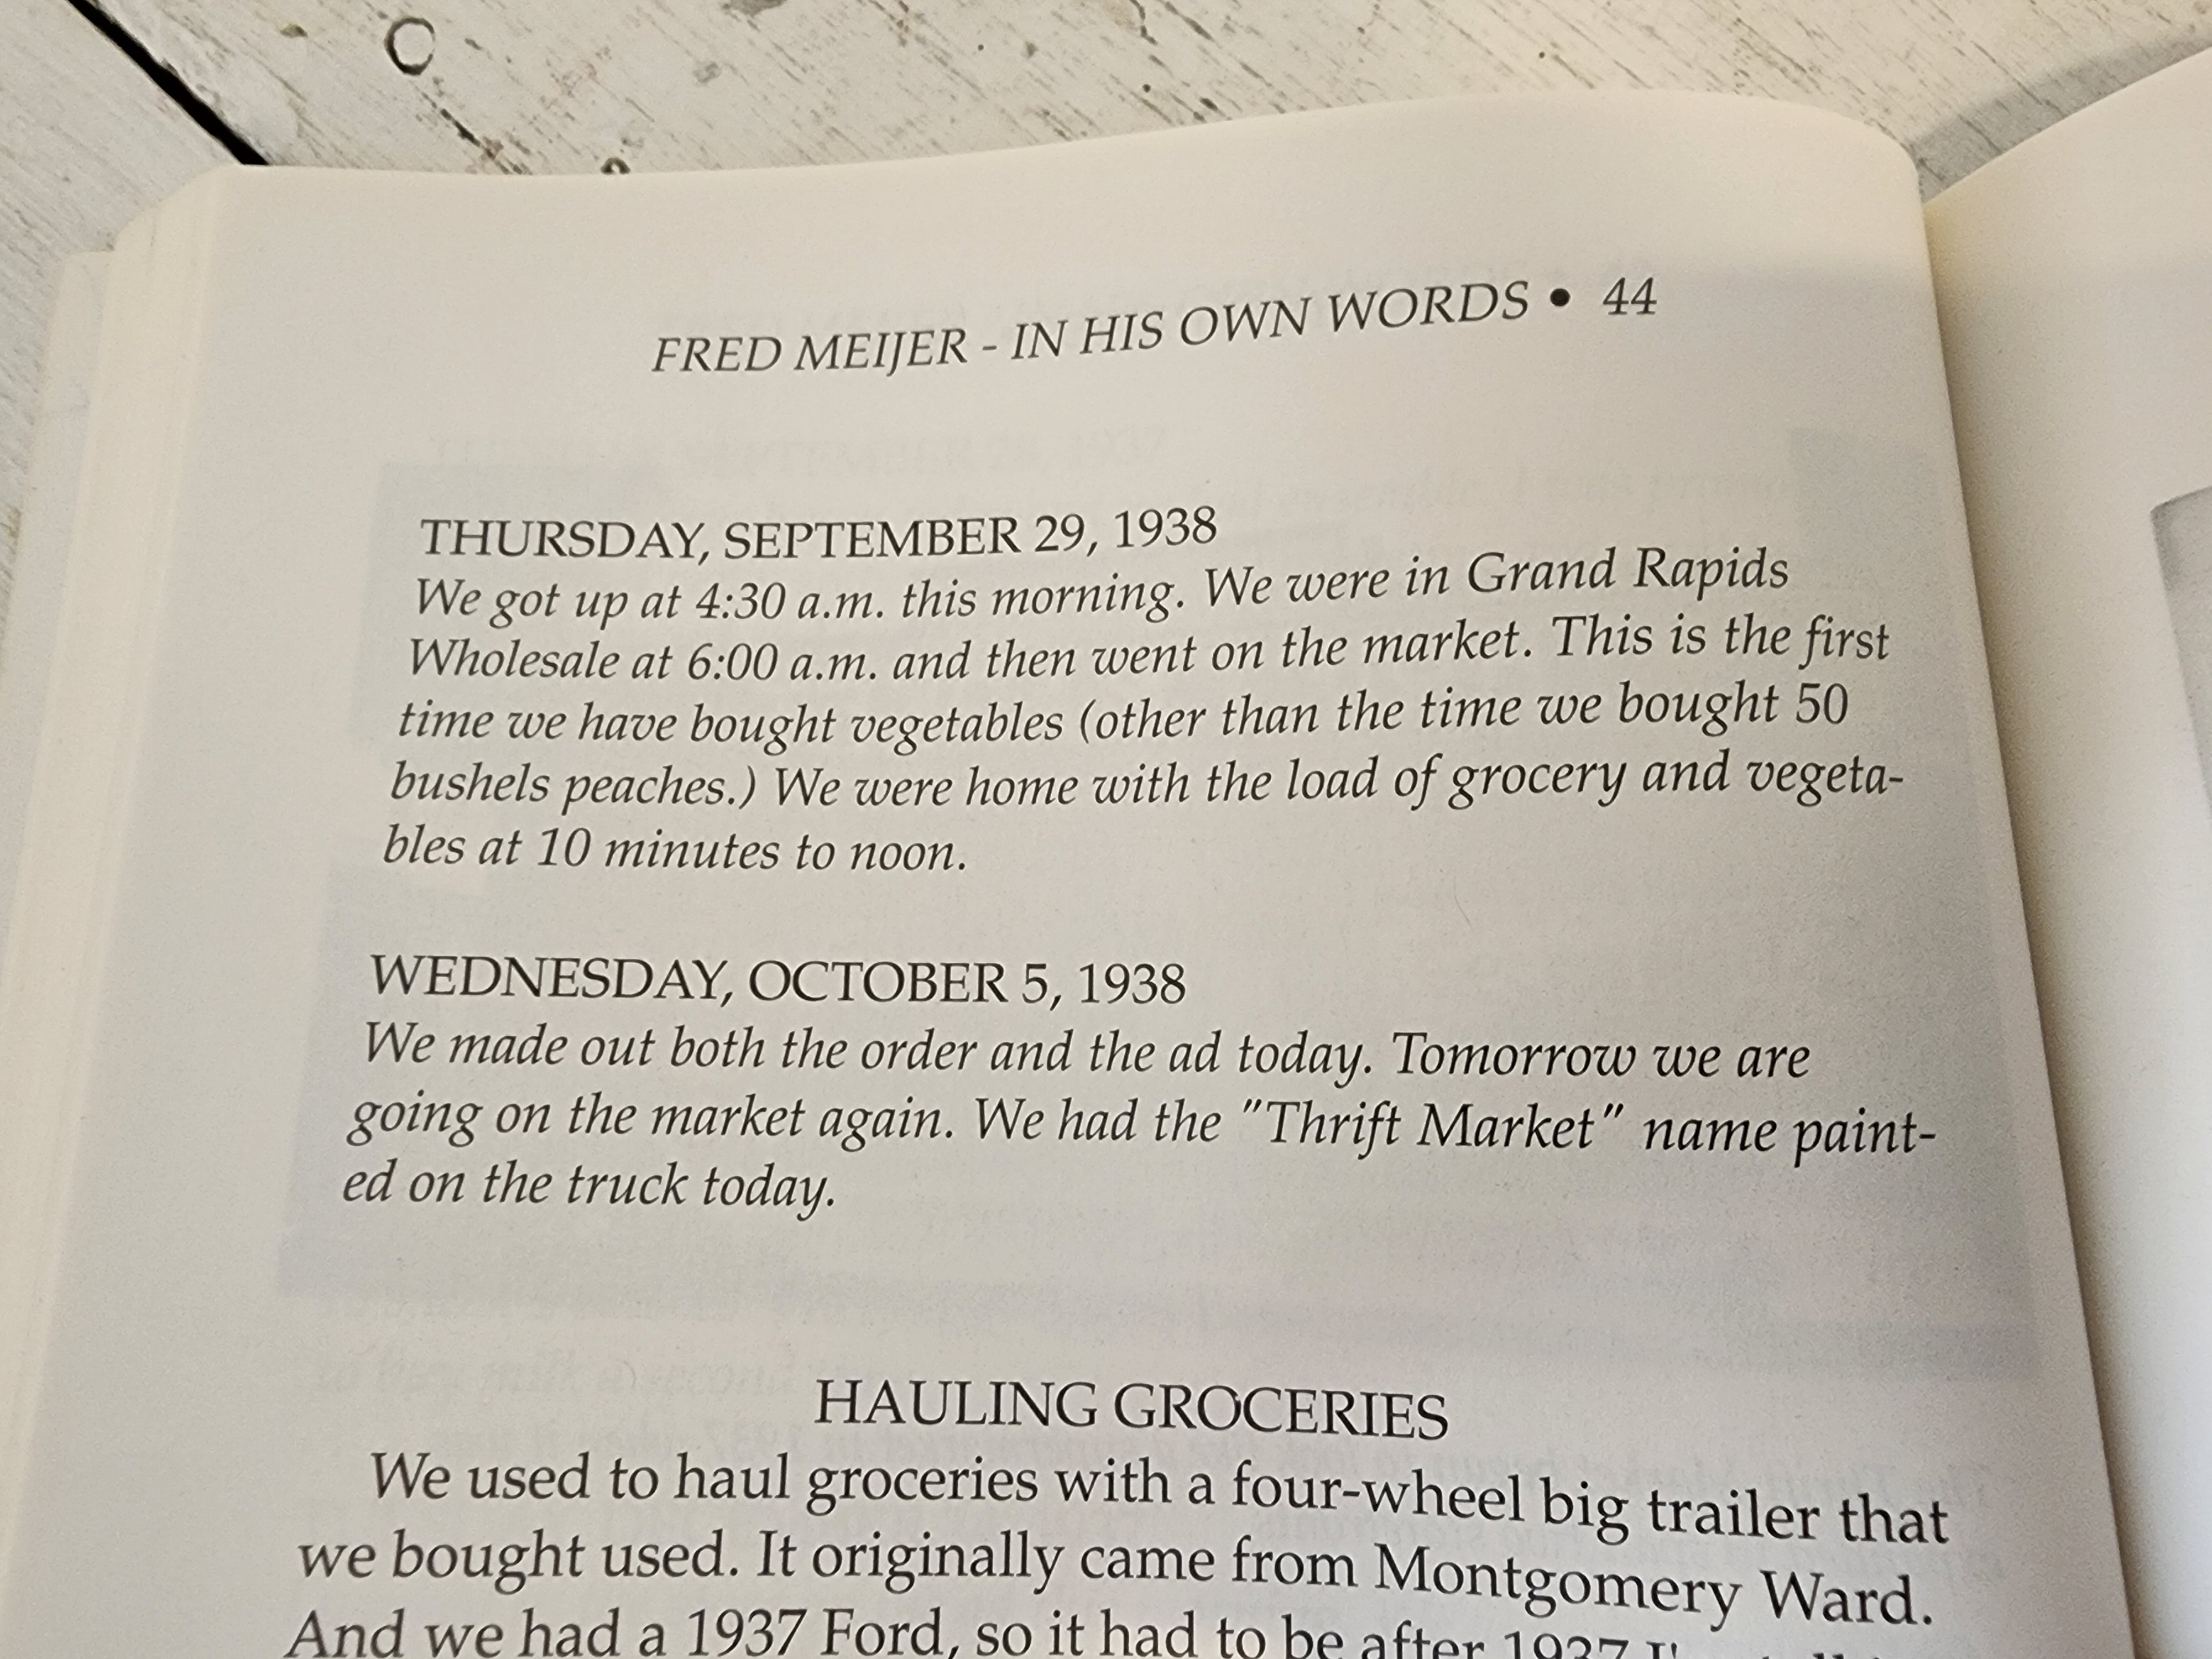 FRED MEIJER - IN HIS OWN WORDS • 44
THURSDAY, SEPTEMBER 29, 1938
We got up at 4:30 a.m. this morning. We were in Grand Rapids
Wholesale at 6:00 a.m. and then went on the market. This is the first
time we have bought vegetables (other than the time we bought 50
bushels peaches.) We were home with the load of grocery and vegeta-
bles at 10 minutes to noon.
WEDNESDAY, OCTOBER 5, 1938
We made out both the order and the ad today. Tomorrow we are
going on the market again. We had the "Thrift Market" name paint-
ed on the truck today.
HAULING GROCERIES
We used to haul groceries with a four-wheel big trailer that
we bought used. It originally came from Montgomery Ward.
And we had a 1937 Ford, so it had to be after 1937